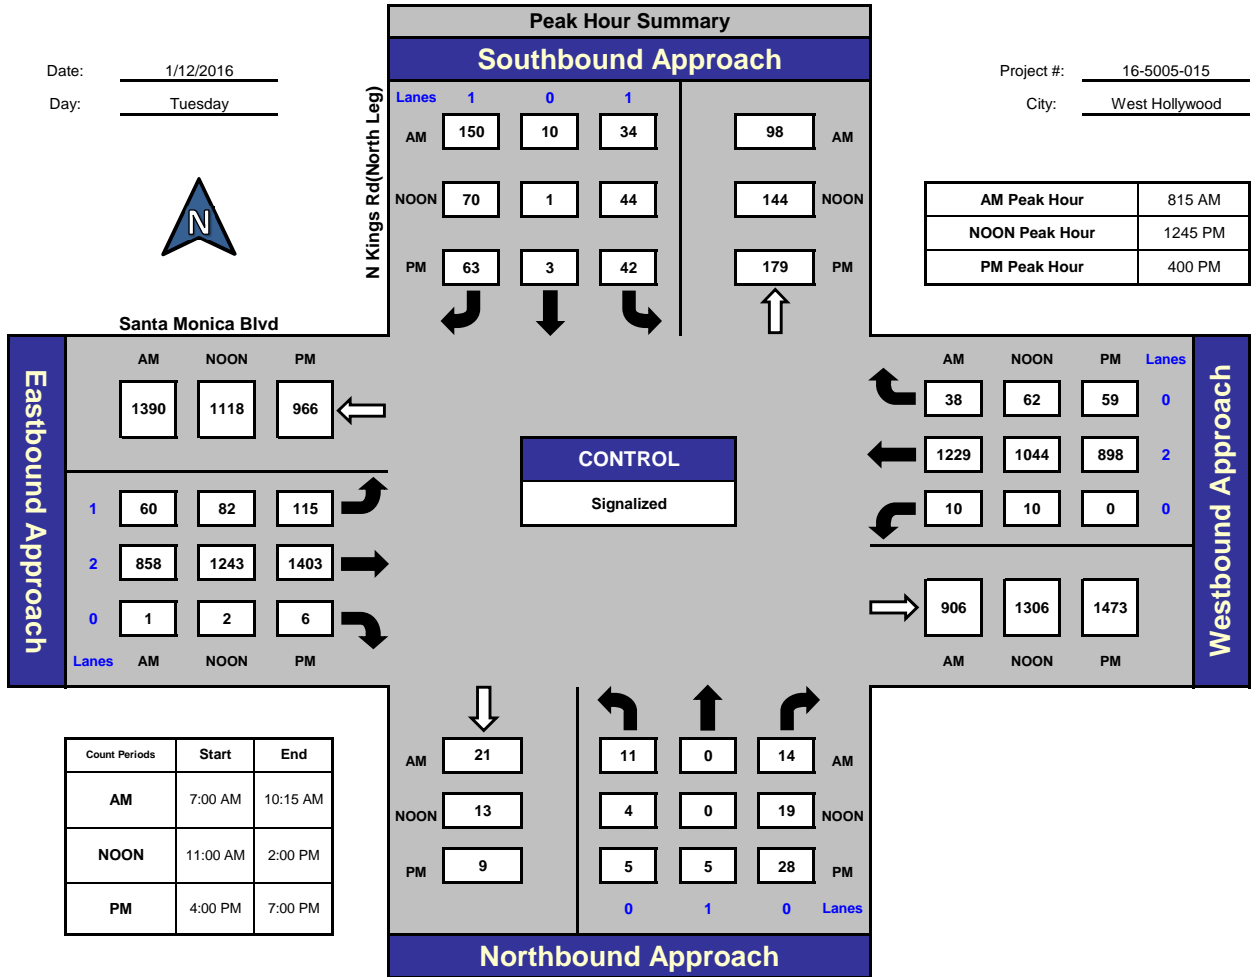 Peak Hour Summary
Southbound Approach
Date: 1/12/2016
Day: Tuesday
Project #: 16-5005-015
City: West Hollywood
N Kings Rd(North Leg)
Lanes 1 0 1
AM 150 10 34 98 AM
NOON 70 1 44 144 NOON
PM 63 3 42 179 PM
N
AM Peak Hour 815 AM
NOON Peak Hour 1245 PM
PM Peak Hour 400 PM
Santa Monica Blvd
Eastbound Approach
AM NOON PM
1390 1118 966
1 60 82 115
2 858 1243 1403
0 1 2 6
Lanes AM NOON PM
CONTROL
Signalized
AM NOON PM Lanes
38 62 59 0
1229 1044 898 2
10 10 0 0
906 1306 1473
AM NOON PM
Westbound Approach
Count Periods Start End
AM 7:00 AM 10:15 AM
NOON 11:00 AM 2:00 PM
PM 4:00 PM 7:00 PM
AM 21 11 0 14 AM
NOON 13 4 0 19 NOON
PM 9 5 5 28 PM
0 1 0 Lanes
Northbound Approach